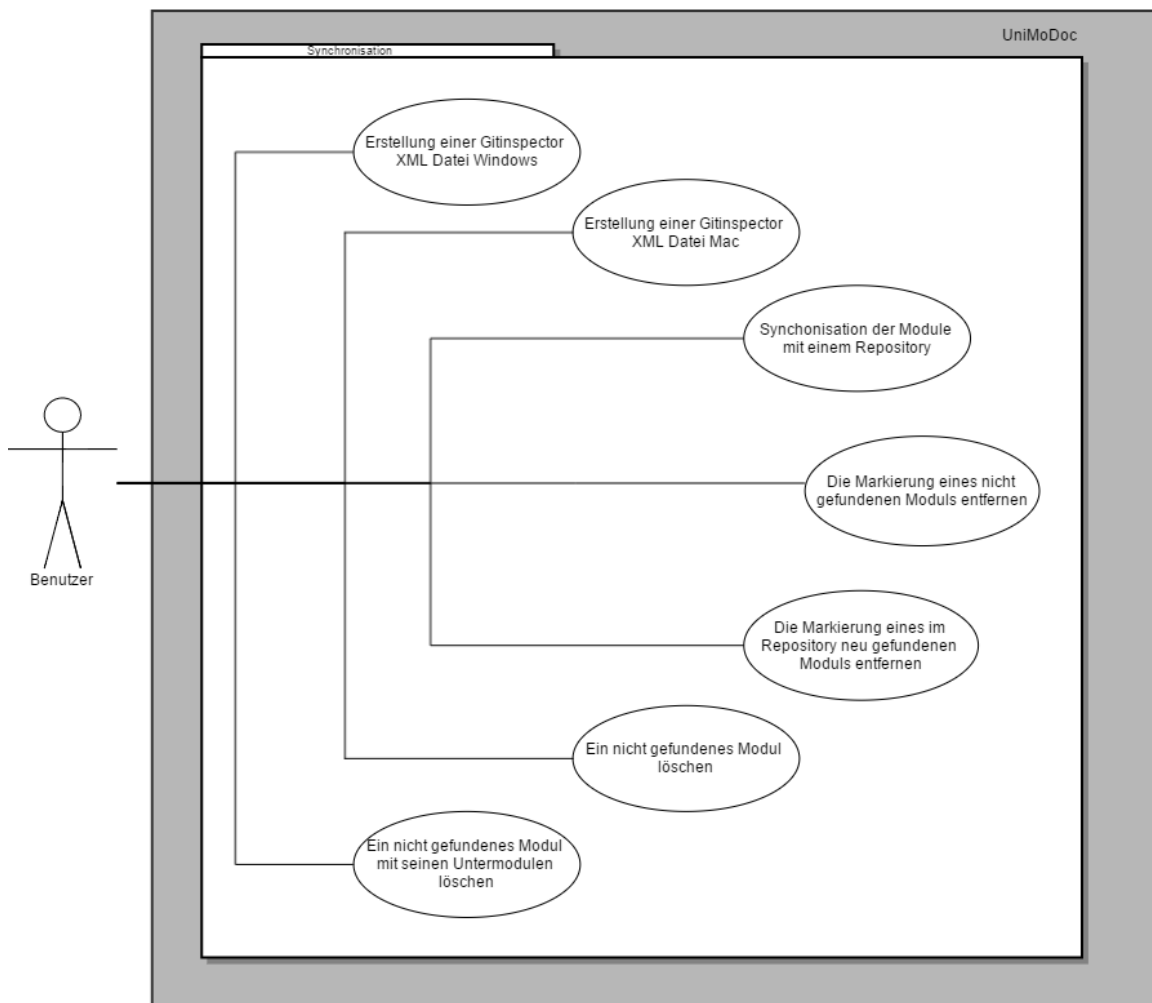 UniMoDoc
Synchronisation
Erstellung einer Gitinspector
XML Datei Windows
Erstellung einer Gitinspector
XML Datei Mac
Synchonisation der Module
mit einem Repository
Die Markierung eines nicht
gefundenen Moduls entfernen
Benutzer
Die Markierung eines im
Repository neu gefundenen
Moduls entfernen
Ein nicht gefundenes Modul
löschen
Ein nicht gefundenes Modul
mit seinen Untermodulen
löschen